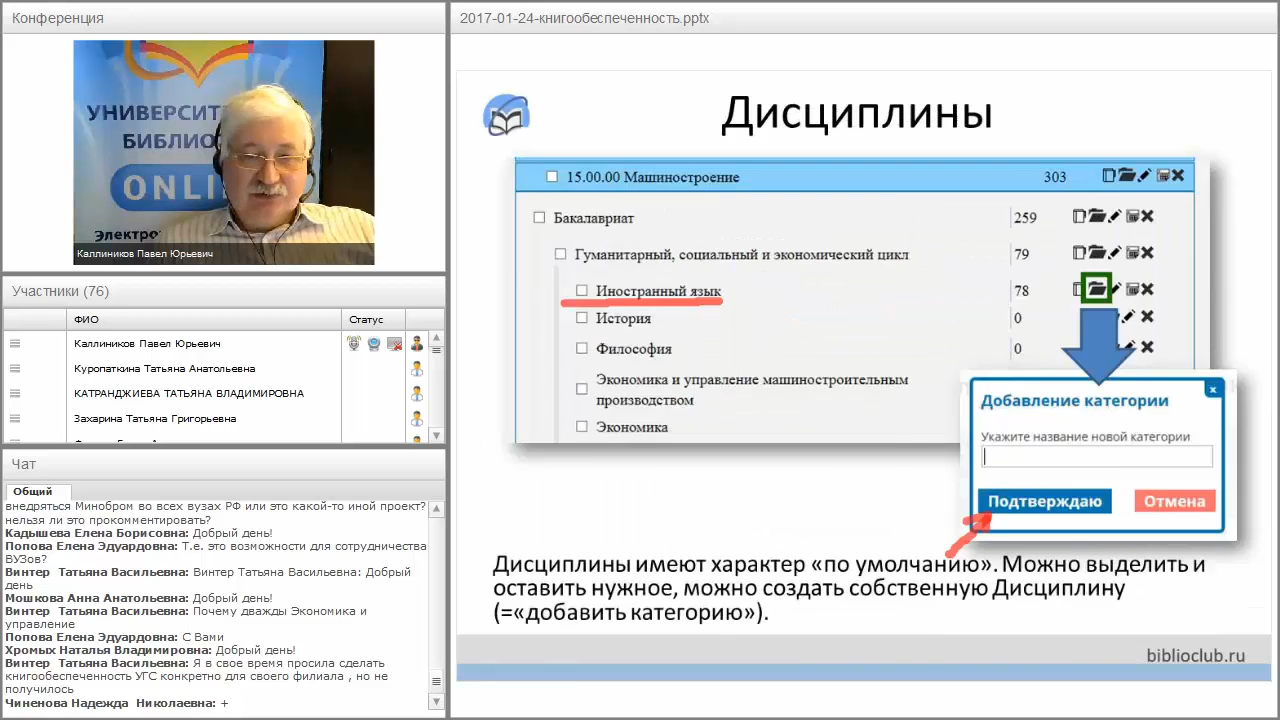 Конференция
УНИВЕРСИТЕ
БИБЛИО
ONLI
Электро
Каллиников Павел Юрьевич
Участники (76)
ФИО Статус
Каллиников Павел Юрьевич
Куропаткина Татьяна Анатольевна
КАТРАНДЖИЕВА ТАТЬЯНА ВЛАДИМИРОВНА
Захарина Татьяна Григорьевна
Чат
Общий
внедряться Минобром во всех вузах РФ или это какой-то иной проект?
нельзя ли это прокомментировать?
Кадышева Елена Борисовна: Добрый день!
Попова Елена Эдуардовна: Т.е. это возможности для сотрудничества
ВУЗов?
Винтер Татьяна Васильевна: Винтер Татьяна Васильевна: Добрый
день
Мошкова Анна Анатольевна: Добрый день!
Винтер Татьяна Васильевна: Почему дважды Экономика и
управление
Попова Елена Эдуардовна: С Вами
Хромых Наталья Владимировна: Добрый день!
Винтер Татьяна Васильевна: Я в свое время просила сделать
книгообеспеченность УГС конкретно для своего филиала , но не
получилось
Чиненова Надежда Николаевна: +
2017-01-24-книгообеспеченность.pptx
Дисциплины
15.00.00 Машиностроение 303
Бакалавриат 259
Гуманитарный, социальный и экономический цикл 79
Иностранный язык 78
История 0
Философия 0
Экономика и управление машиностроительным
производством
Экономика
Добавление категории
Укажите название новой категории
Подтверждаю Отмена
Дисциплины имеют характер «по умолчанию». Можно выделить и
оставить нужное, можно создать собственную Дисциплину
(=«добавить категорию»).
biblioclub.ru